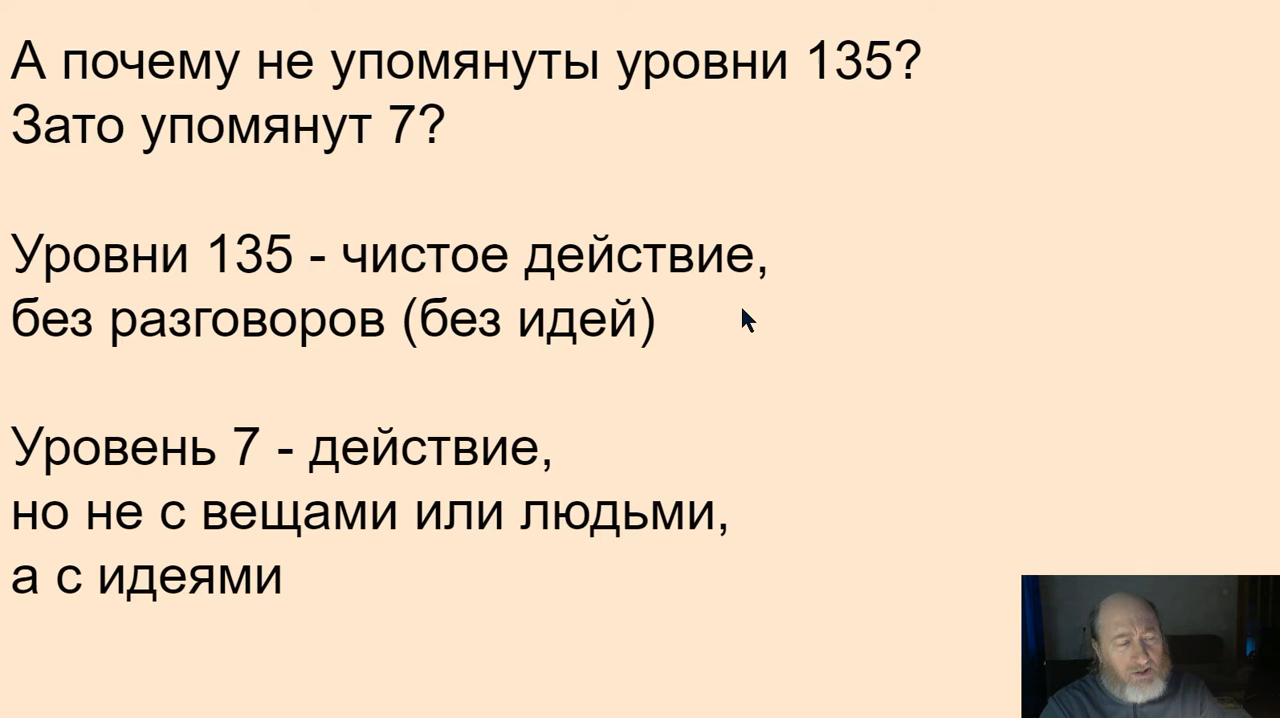 А почему не упомянуты уровни 135?
Зато упомянут 7?
Уровни 135 - чистое действие,
без разговоров (без идей)
Уровень 7 - действие,
но не с вещами или людьми,
а с идеями